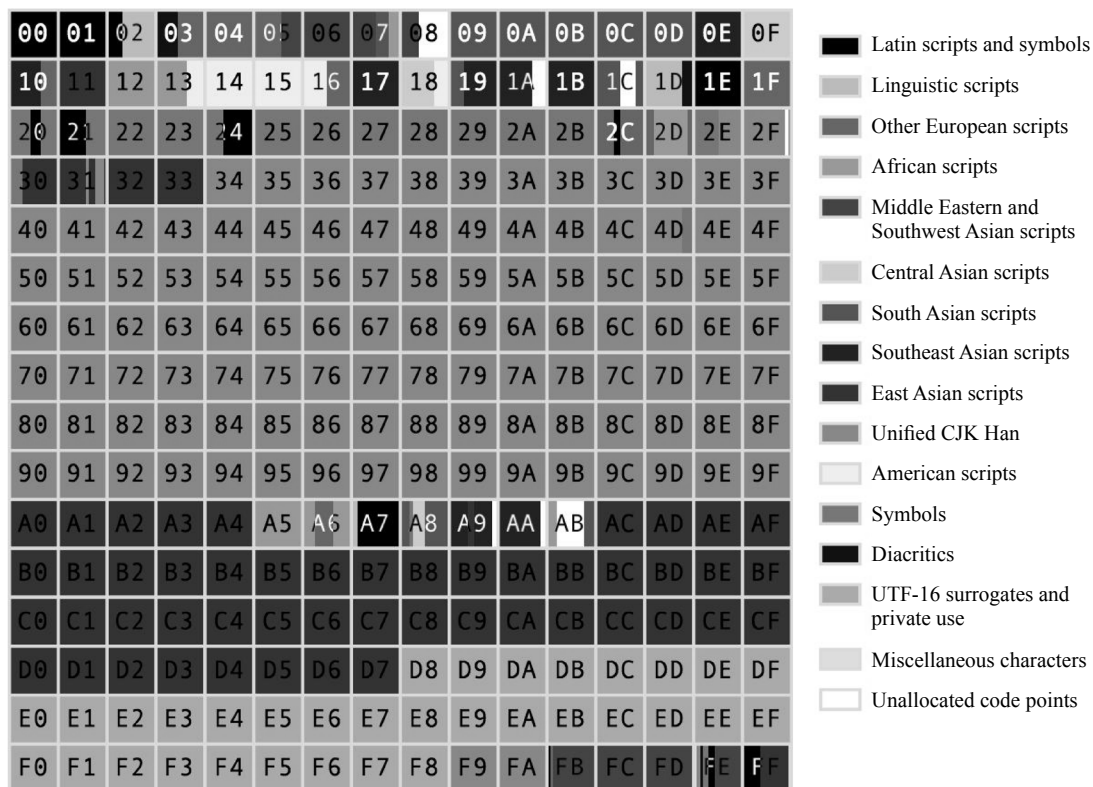 00 01 02 03 04 05 06 07 08 09 0A 0B 0C 0D 0E 0F
10 11 12 13 14 15 16 17 18 19 1A 1B 1C 1D 1E 1F
20 21 22 23 24 25 26 27 28 29 2A 2B 2C 2D 2E 2F
30 31 32 33 34 35 36 37 38 39 3A 3B 3C 3D 3E 3F
40 41 42 43 44 45 46 47 48 49 4A 4B 4C 4D 4E 4F
50 51 52 53 54 55 56 57 58 59 5A 5B 5C 5D 5E 5F
60 61 62 63 64 65 66 67 68 69 6A 6B 6C 6D 6E 6F
70 71 72 73 74 75 76 77 78 79 7A 7B 7C 7D 7E 7F
80 81 82 83 84 85 86 87 88 89 8A 8B 8C 8D 8E 8F
90 91 92 93 94 95 96 97 98 99 9A 9B 9C 9D 9E 9F
A0 A1 A2 A3 A4 A5 A6 A7 A8 A9 AA AB AC AD AE AF
B0 B1 B2 B3 B4 B5 B6 B7 B8 B9 BA BB BC BD BE BF
C0 C1 C2 C3 C4 C5 C6 C7 C8 C9 CA CB CC CD CE CF
D0 D1 D2 D3 D4 D5 D6 D7 D8 D9 DA DB DC DD DE DF
E0 E1 E2 E3 E4 E5 E6 E7 E8 E9 EA EB EC ED EE EF
F0 F1 F2 F3 F4 F5 F6 F7 F8 F9 FA FB FC FD FE FF
Latin scripts and symbols
Linguistic scripts
Other European scripts
African scripts
Middle Eastern and
Southwest Asian scripts
Central Asian scripts
South Asian scripts
Southeast Asian scripts
East Asian scripts
Unified CJK Han
American scripts
Symbols
Diacritics
UTF-16 surrogates and
private use
Miscellaneous characters
Unallocated code points